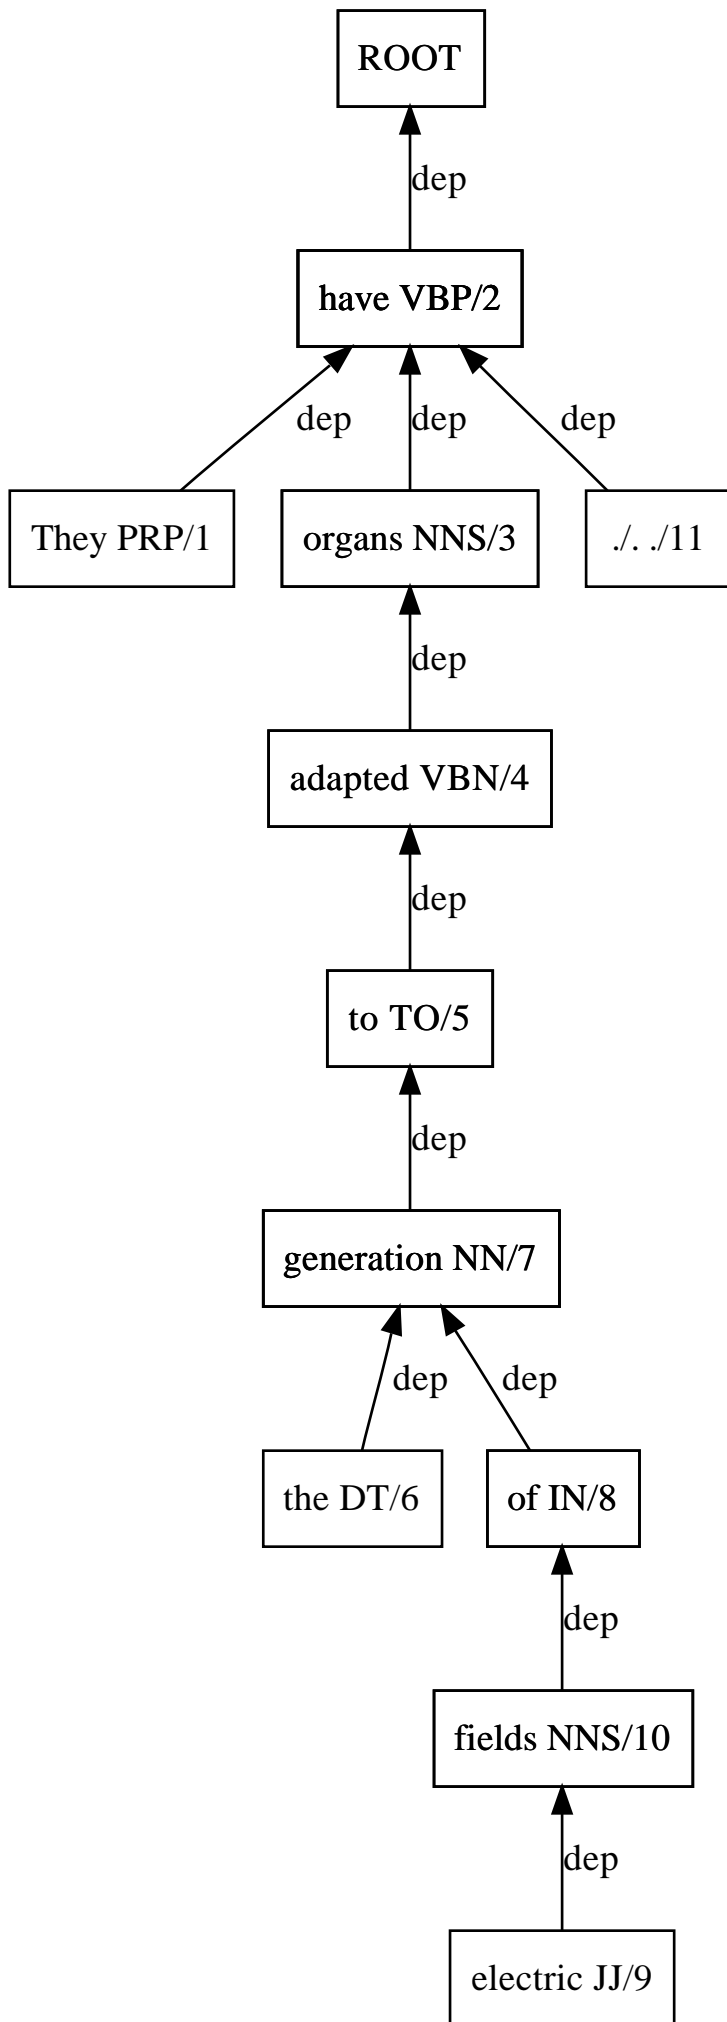 ROOT
dep
have VBP/2
dep dep dep
They PRP/1 organs NNS/3 ./. ./11
dep
adapted VBN/4
dep
to TO/5
dep
generation NN/7
dep dep
the DT/6 of IN/8
dep
fields NNS/10
dep
electric JJ/9